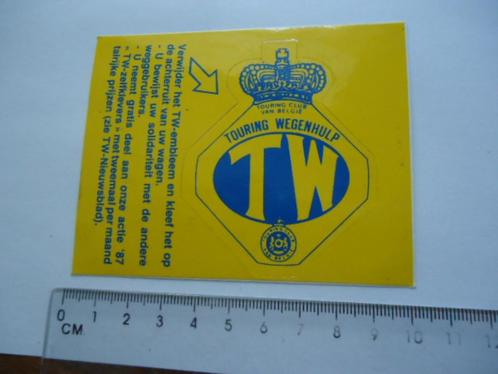 TOURING CLUB
VAN BELGIË
TOURING WEGENHULP
TW
Verwijder het TW-embleem en kleef het op
de achterruit van uw wagen.
- U bewijst uw solidariteit met de andere
weggebruikers.
- U neemt gratis deel aan onze actie '87
« TW-zelfklevers » met tweemaal per maand
talrijke prijzen (zie TW-Nieuwsblad).
0 1 2 3 4 5 6 7 8 9 10 11
CM